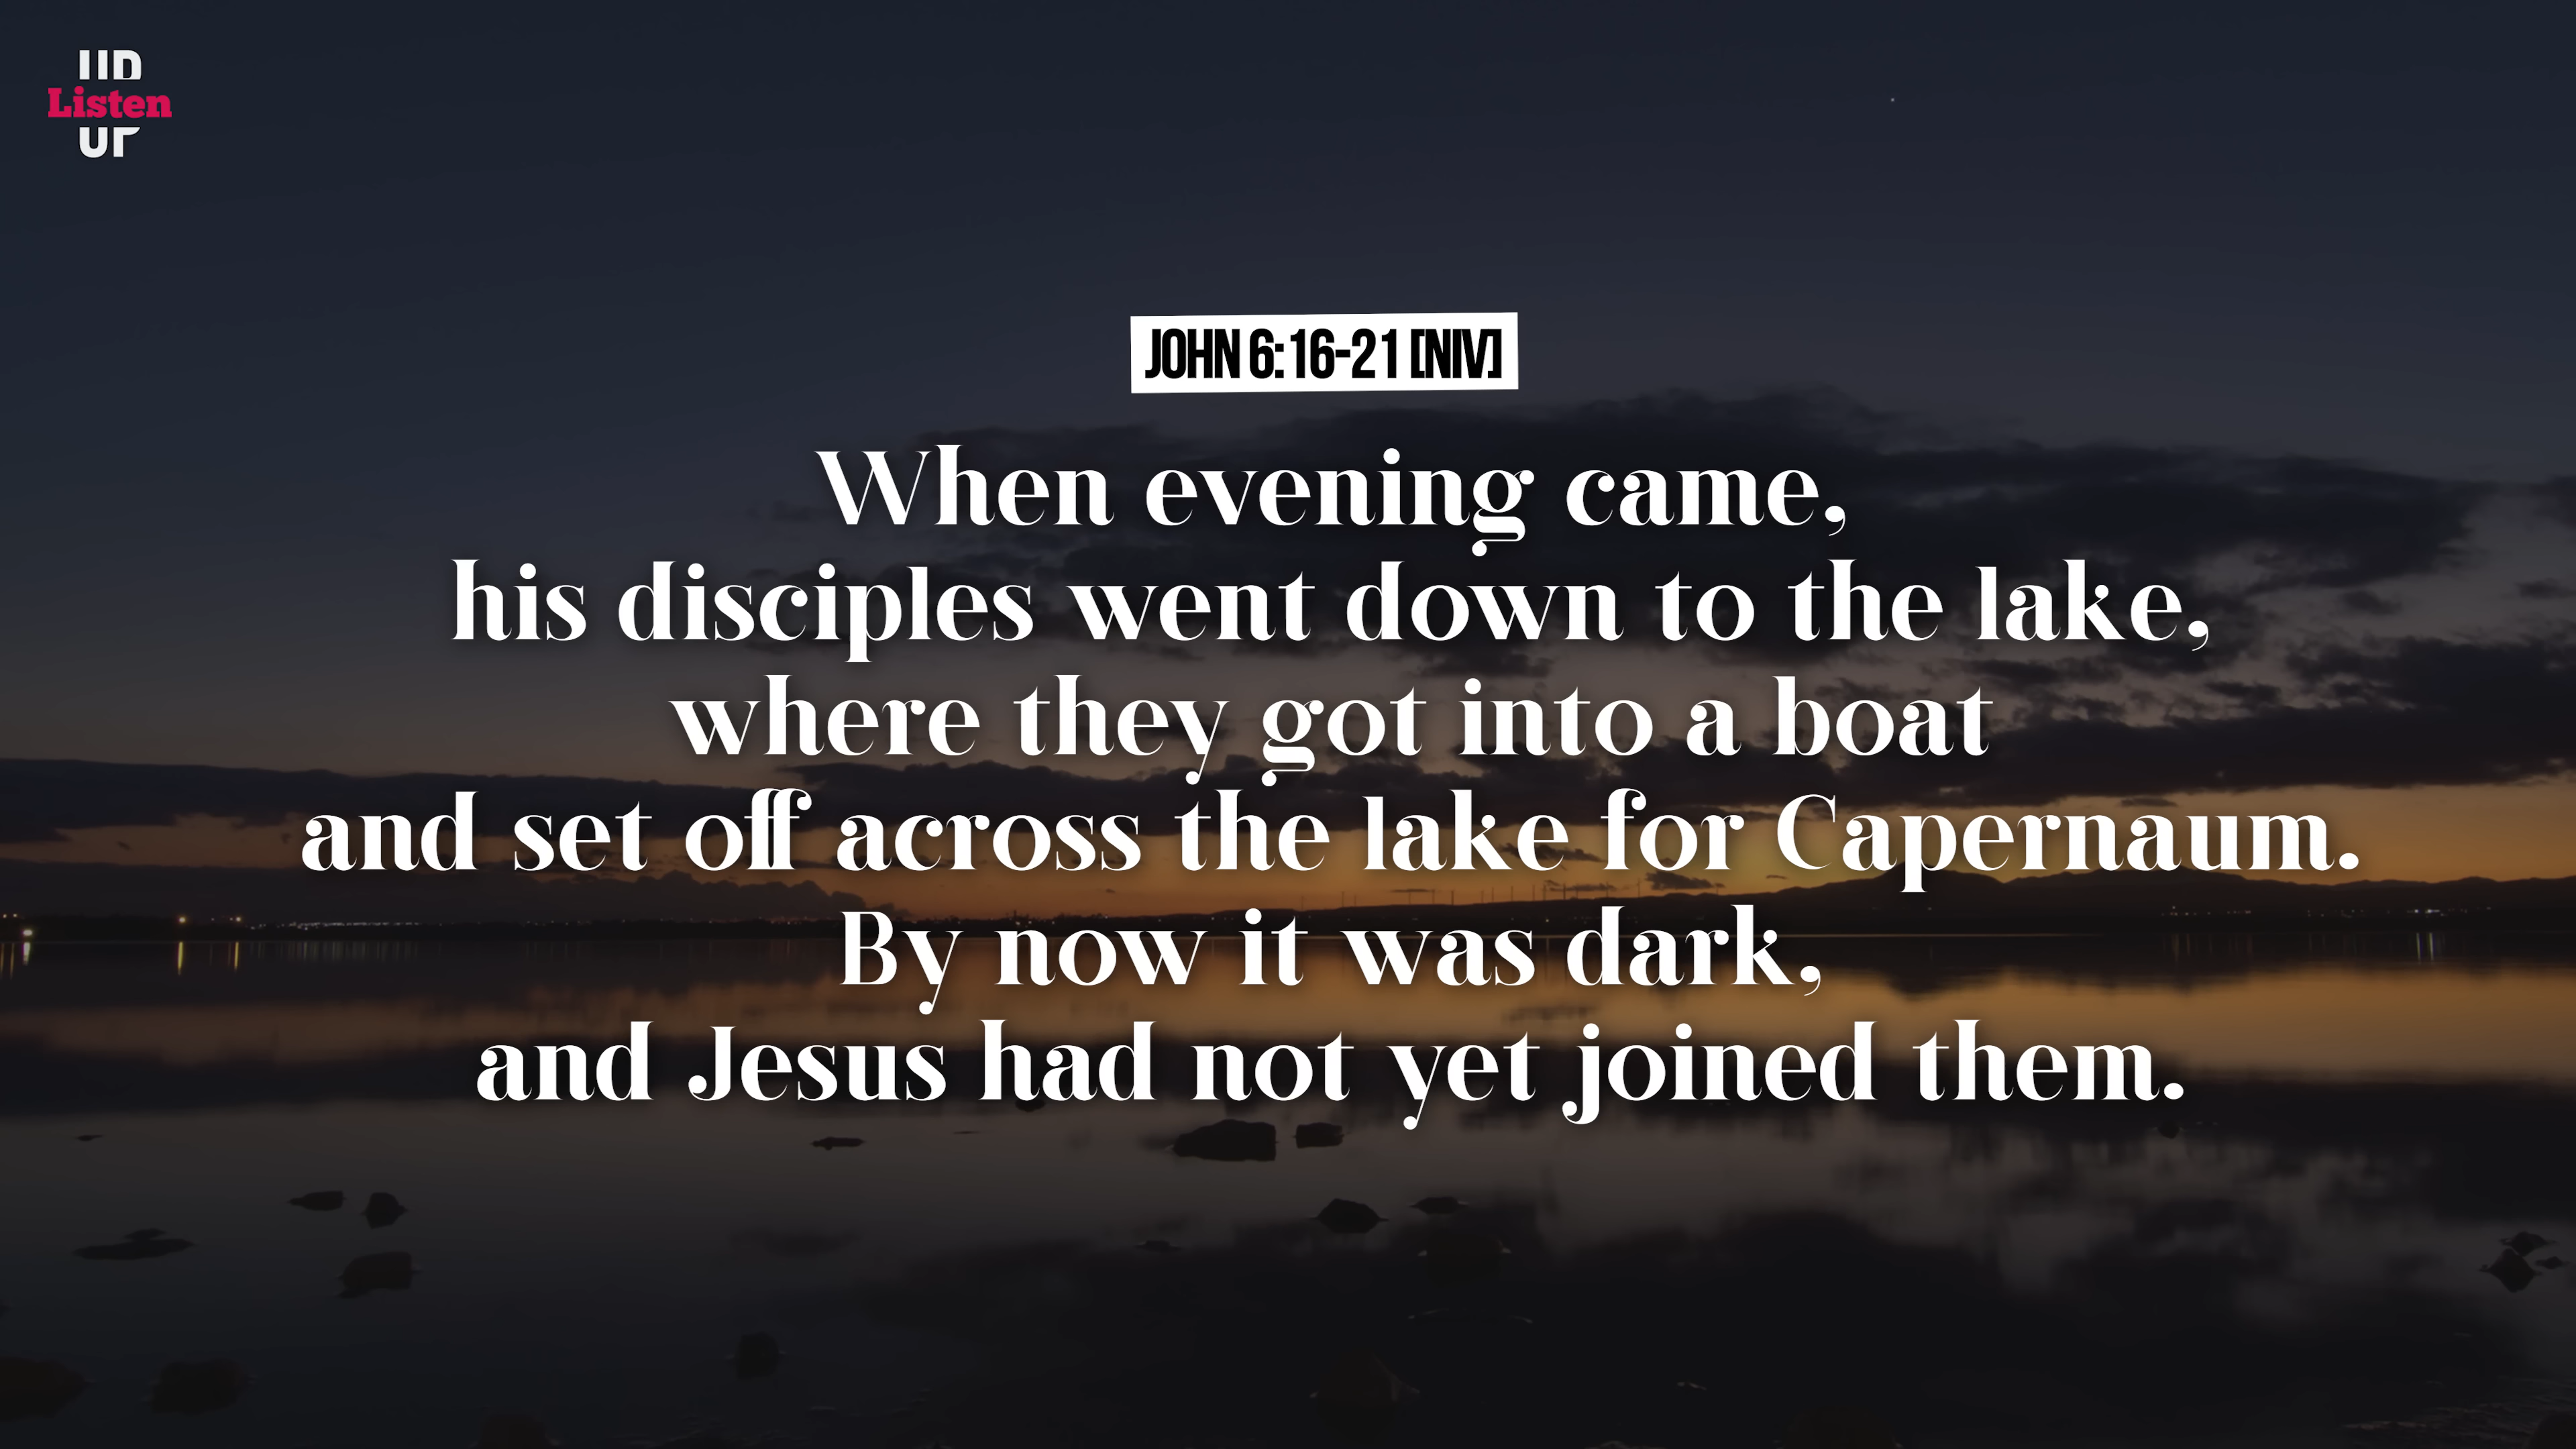 UP
Listen
UP
JOHN 6:16-21 [NIV]
When evening came,
his disciples went down to the lake,
where they got into a boat
and set off across the lake for Capernaum.
By now it was dark,
and Jesus had not yet joined them.